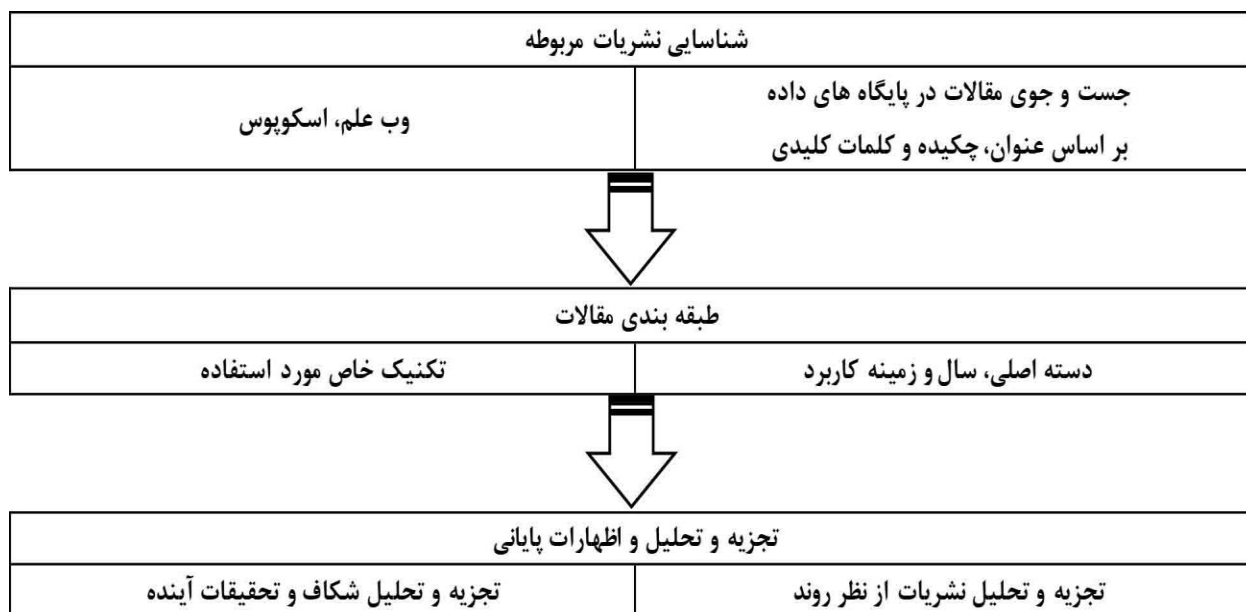 شناسایی نشریات مربوطه
جست و جوی مقالات در پایگاه های داده
بر اساس عنوان، چکیده و کلمات کلیدی
وب علم، اسکوپوس
طبقه بندی مقالات
دسته اصلی، سال و زمینه کاربرد
تکنیک خاص مورد استفاده
تجزیه و تحلیل و اظهارات پایانی
تجزیه و تحلیل نشریات از نظر روند
تجزیه و تحلیل شکاف و تحقیقات آینده